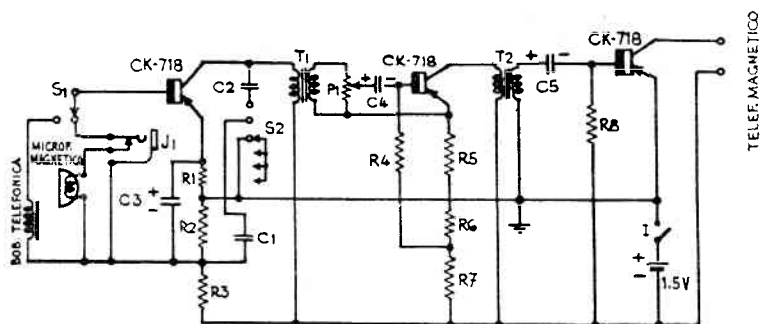 CK-718
T1
CK-718
T2
CK-718
C2
P1
C4
C5
S1
S2
J1
MICROF.
MAGNETICO
R4
R5
R8
R1
C3
R2
C1
R6
I
R3
R7
1.5V
BOB. TELEFONICA
TELEF. MAGNETICO